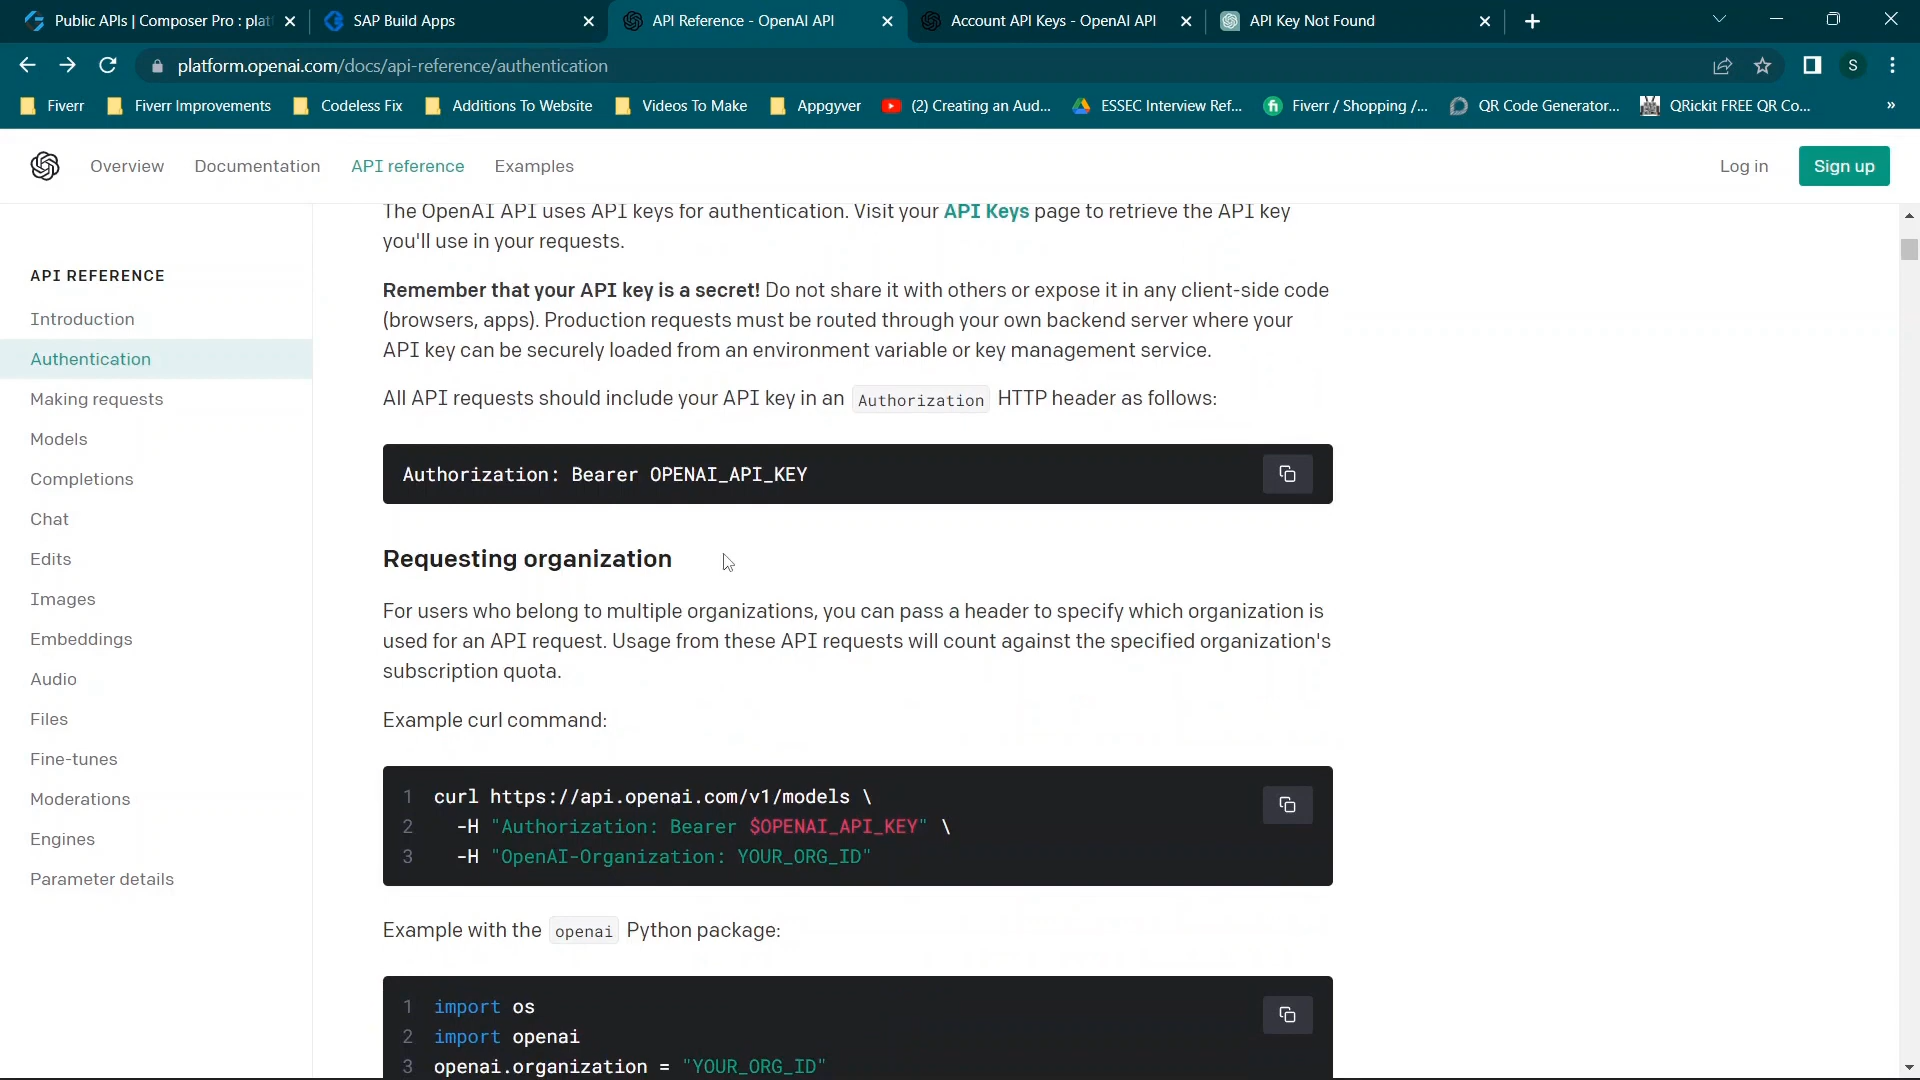 Public APIs | Composer Pro : plat
SAP Build Apps
API Reference - OpenAI API
Account API Keys - OpenAI API
API Key Not Found
platform.openai.com/docs/api-reference/authentication
S
Fiverr
Fiverr Improvements
Codeless Fix
Additions To Website
Videos To Make
Appgyver
(2) Creating an Aud...
ESSEC Interview Ref...
Fiverr / Shopping /...
QR Code Generator...
QRickit FREE QR Co...
»
Overview
Documentation
API reference
Examples
Log in
Sign up
API REFERENCE
Introduction
Authentication
Making requests
Models
Completions
Chat
Edits
Images
Embeddings
Audio
Files
Fine-tunes
Moderations
Engines
Parameter details
The OpenAI API uses API keys for authentication. Visit your API Keys page to retrieve the API key
you'll use in your requests.
Remember that your API key is a secret! Do not share it with others or expose it in any client-side code
(browsers, apps). Production requests must be routed through your own backend server where your
API key can be securely loaded from an environment variable or key management service.
All API requests should include your API key in an Authorization HTTP header as follows:
Authorization: Bearer OPENAI_API_KEY
Requesting organization
For users who belong to multiple organizations, you can pass a header to specify which organization is
used for an API request. Usage from these API requests will count against the specified organization's
subscription quota.
Example curl command:
1 curl https://api.openai.com/v1/models \
2 -H "Authorization: Bearer $OPENAI_API_KEY" \
3 -H "OpenAI-Organization: YOUR_ORG_ID"
Example with the openai Python package:
1 import os
2 import openai
3 openai.organization = "YOUR_ORG_ID"